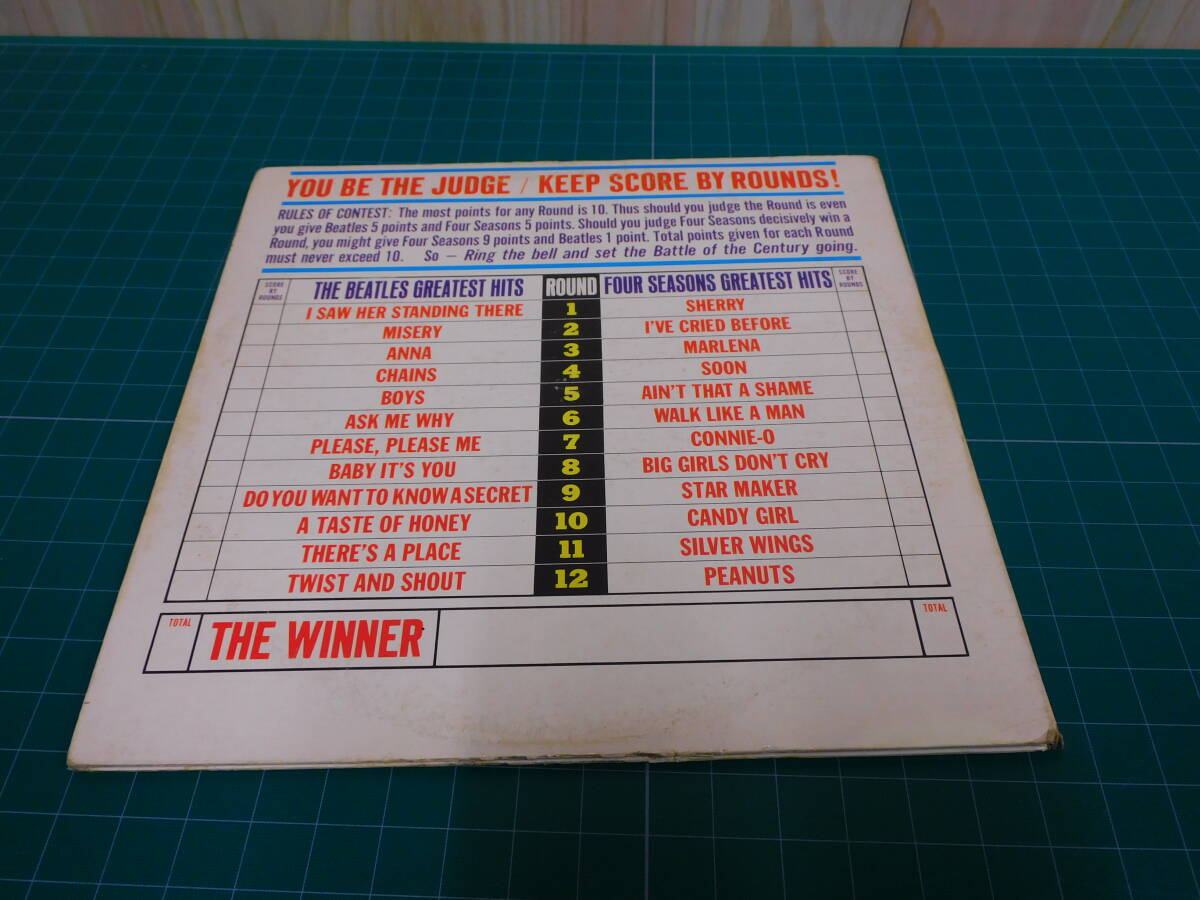 YOU BE THE JUDGE / KEEP SCORE BY ROUNDS!
RULES OF CONTEST: The most points for any Round is 10. Thus should you judge the Round is even
you give Beatles 5 points and Four Seasons 5 points. Should you judge Four Seasons decisively win a
Round, you might give Four Seasons 9 points and Beatles 1 point. Total points given for each Round
must never exceed 10. So – Ring the bell and set the Battle of the Century going.
SCORE BY ROUNDS THE BEATLES GREATEST HITS ROUND FOUR SEASONS GREATEST HITS SCORE BY ROUNDS
I SAW HER STANDING THERE 1 SHERRY
MISERY 2 I'VE CRIED BEFORE
ANNA 3 MARLENA
CHAINS 4 SOON
BOYS 5 AIN'T THAT A SHAME
ASK ME WHY 6 WALK LIKE A MAN
PLEASE, PLEASE ME 7 CONNIE-O
BABY IT'S YOU 8 BIG GIRLS DON'T CRY
DO YOU WANT TO KNOW A SECRET 9 STAR MAKER
A TASTE OF HONEY 10 CANDY GIRL
THERE'S A PLACE 11 SILVER WINGS
TWIST AND SHOUT 12 PEANUTS
TOTAL THE WINNER TOTAL